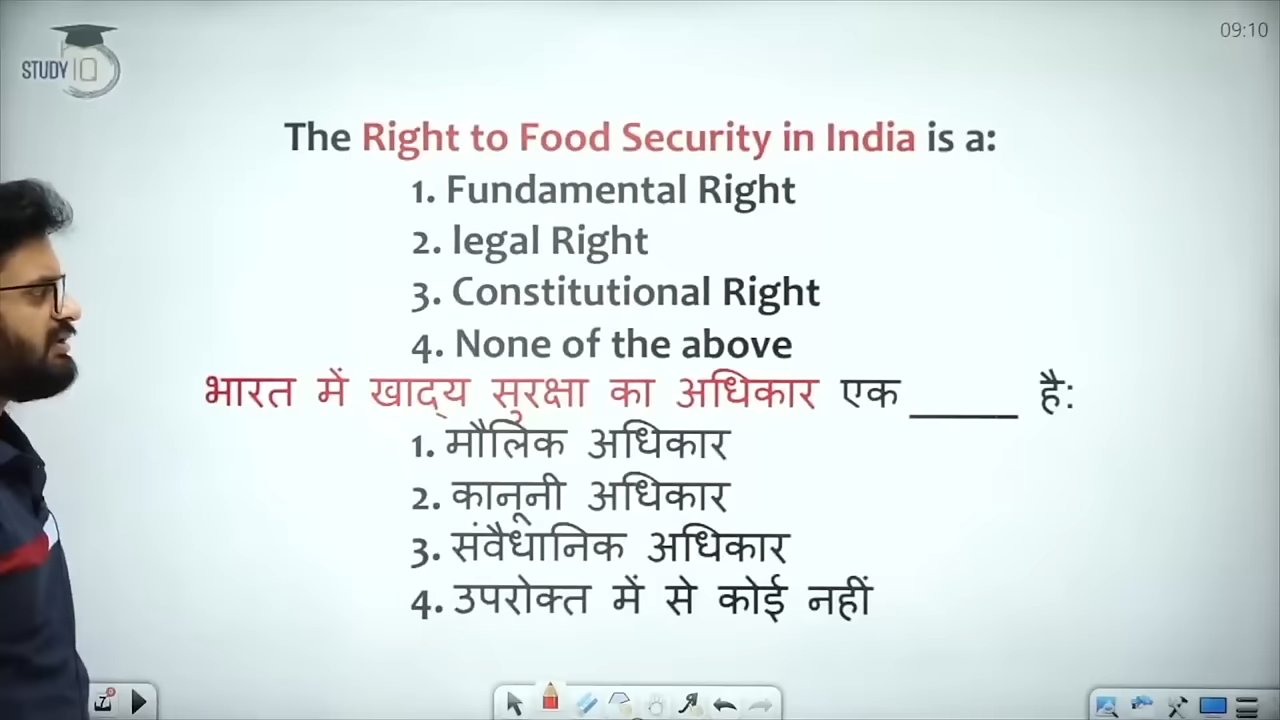 STUDY IQ
09:10
The Right to Food Security in India is a:
1. Fundamental Right
2. legal Right
3. Constitutional Right
4. None of the above
भारत में खाद्य सुरक्षा का अधिकार एक _____ है:
1. मौलिक अधिकार
2. कानूनी अधिकार
3. संवैधानिक अधिकार
4. उपरोक्त में से कोई नहीं